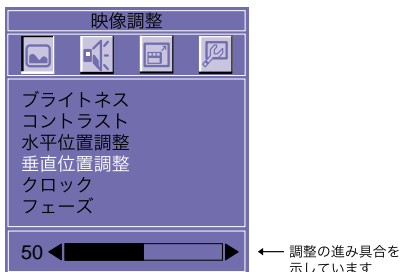 映像調整
ブライトネス
コントラスト
水平位置調整
垂直位置調整
クロック
フェーズ
50
調整の進み具合を
示しています